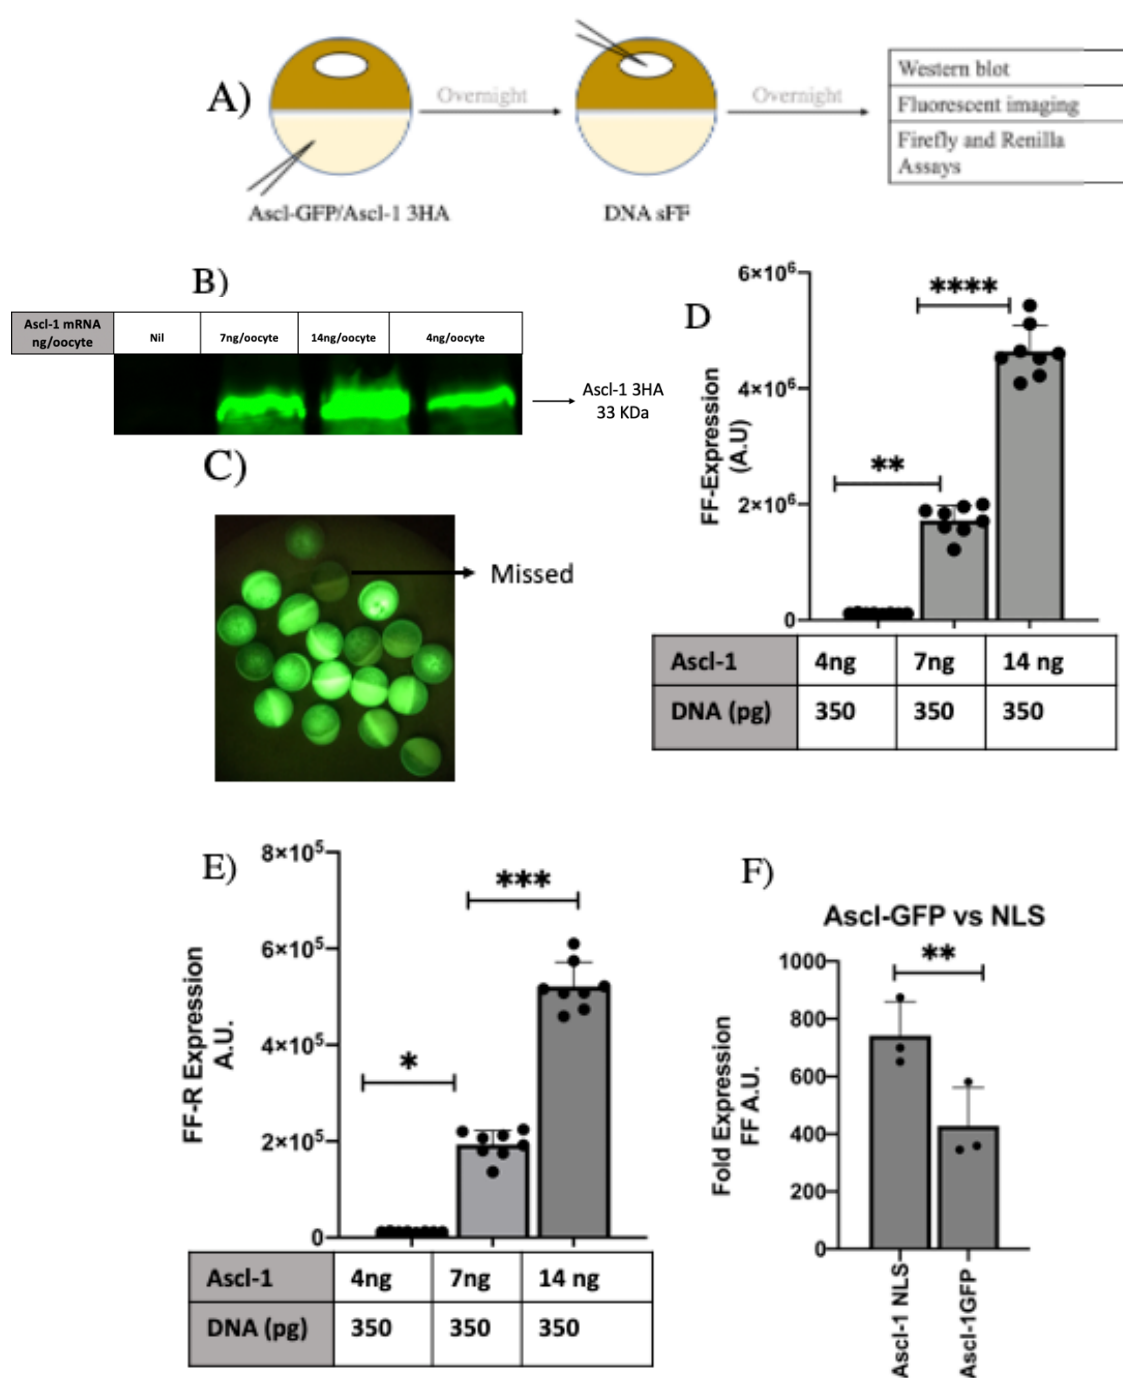 A)
Overnight
Overnight
Western blot
Fluorescent imaging
Firefly and Renilla
Assays
Ascl-GFP/Ascl-1 3HA
DNA sFF
B)
Ascl-1 mRNA
ng/oocyte
Nil
7ng/oocyte
14ng/oocyte
4ng/oocyte
Ascl-1 3HA
33 KDa
C)
Missed
D
FF-Expression
(A.U)
6×10⁶
4×10⁶
2×10⁶
0
**
****
Ascl-1 4ng 7ng 14 ng
DNA (pg) 350 350 350
E)
FF-R Expression
A.U.
8×10⁵
6×10⁵
4×10⁵
2×10⁵
0
*
***
Ascl-1 4ng 7ng 14 ng
DNA (pg) 350 350 350
F)
Ascl-GFP vs NLS
**
Fold Expression
FF A.U.
1000
800
600
400
200
0
Ascl-1 NLS
Ascl-1GFP